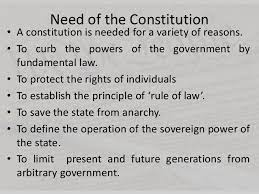 Need of the Constitution
• A constitution is needed for a variety of reasons.
• To curb the powers of the government by
fundamental law.
• To protect the rights of individuals
• To establish the principle of ‘rule of law’.
• To save the state from anarchy.
• To define the operation of the sovereign power of
the state.
• To limit present and future generations from
arbitrary government.